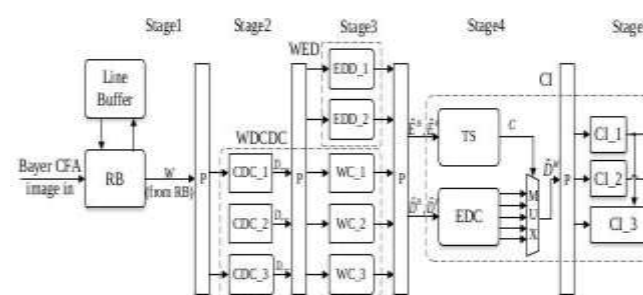 Stage1
Stage2
Stage3
Stage4
Stage
WED
CI
Line
Buffer
EDD_1
EDD_2
TS
C
CI_1
WDCDC
Bayer CFA
image in
RB
W
(from RB)
P
CDC_1
D
P
WC_1
P
CI_2
P
CDC_2
D
WC_2
EDC
M
U
X
CI_3
CDC_3
D
WC_3